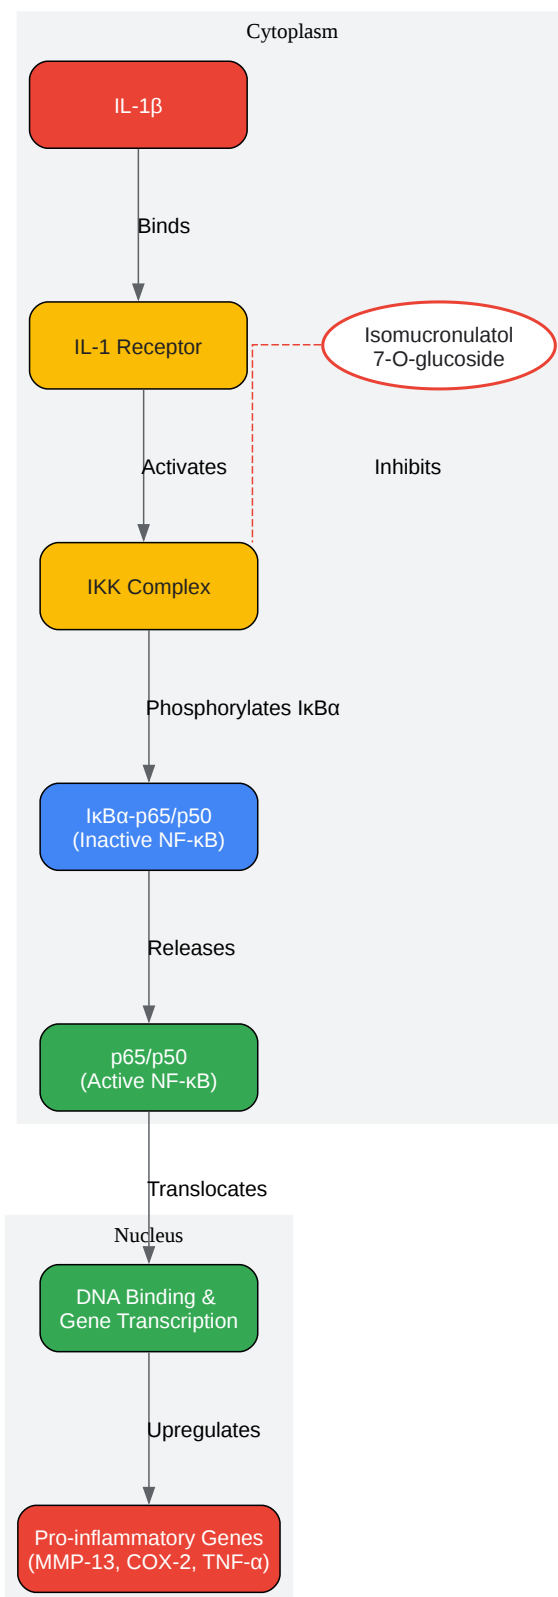 Cytoplasm
IL-1β
Binds
IL-1 Receptor
Isomucronulatol
7-O-glucoside
Activates
Inhibits
IKK Complex
Phosphorylates IκBα
IκBα-p65/p50
(Inactive NF-κB)
Releases
p65/p50
(Active NF-κB)
Translocates
Nucleus
DNA Binding &
Gene Transcription
Upregulates
Pro-inflammatory Genes
(MMP-13, COX-2, TNF-α)